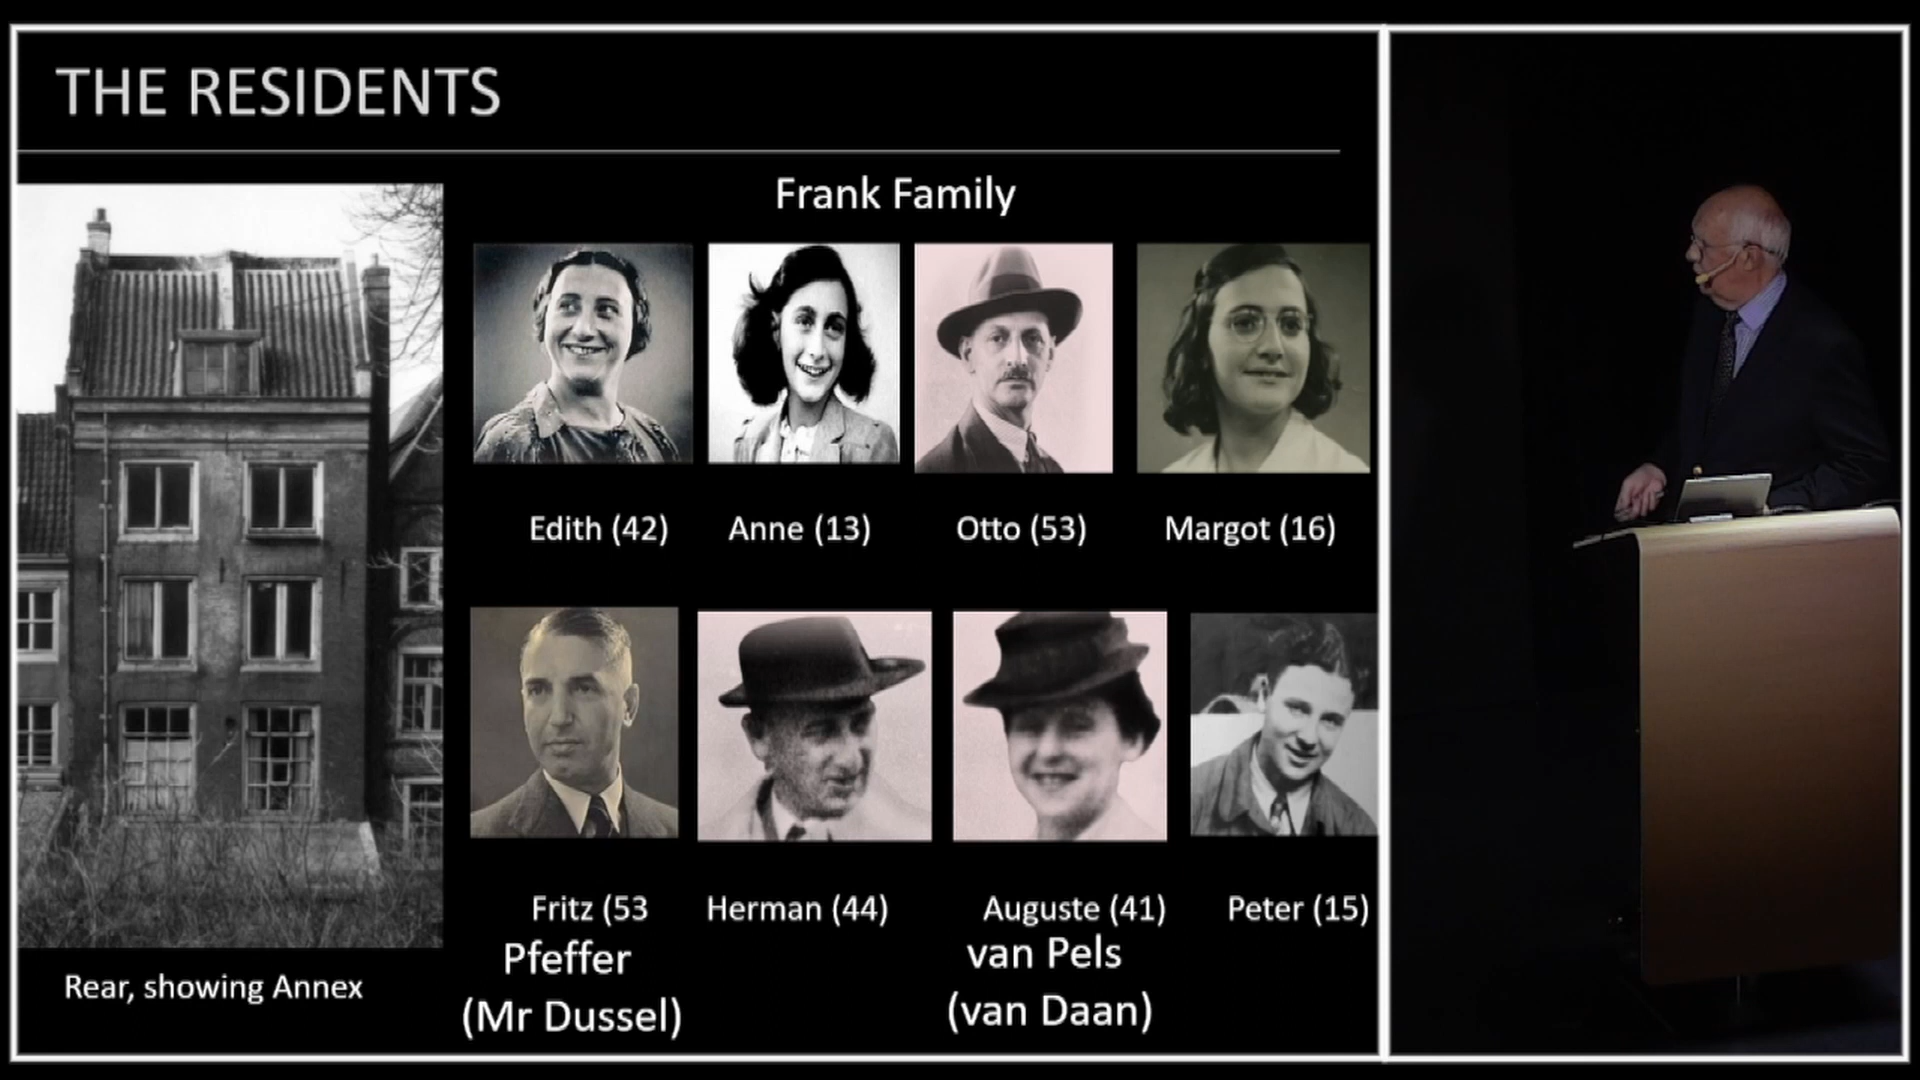 THE RESIDENTS
Frank Family
Edith (42) Anne (13) Otto (53) Margot (16)
Fritz (53 Herman (44) Auguste (41) Peter (15)
Pfeffer van Pels
(Mr Dussel) (van Daan)
Rear, showing Annex